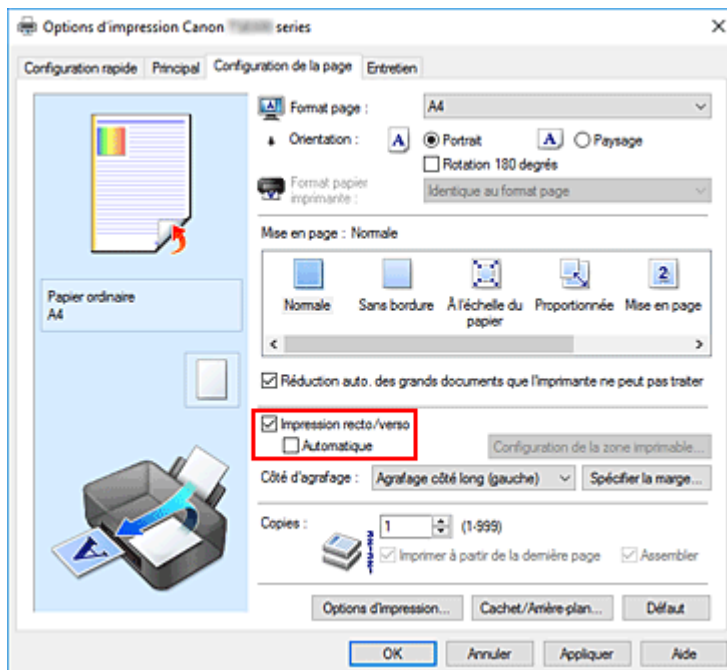 Options d'impression Canon series
Configuration rapide Principal Configuration de la page Entretien
Format page : A4
Orientation : A Portrait A Paysage
Rotation 180 degrés
Format papier
imprimante : Identique au format page
Mise en page : Normale
Normale Sans bordure À l'échelle du
papier Proportionnée Mise en page
Papier ordinaire
A4
Réduction auto. des grands documents que l'imprimante ne peut pas traiter
Impression recto/verso
Automatique Configuration de la zone imprimable...
Côté d'agrafage : Agrafage côté long (gauche) Spécifier la marge...
Copies : 1 (1-999)
Imprimer à partir de la dernière page Assembler
Options d'impression... Cachet/Arrière-plan... Défaut
OK Annuler Appliquer Aide